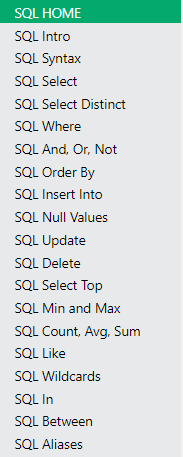 SQL HOME
SQL Intro
SQL Syntax
SQL Select
SQL Select Distinct
SQL Where
SQL And, Or, Not
SQL Order By
SQL Insert Into
SQL Null Values
SQL Update
SQL Delete
SQL Select Top
SQL Min and Max
SQL Count, Avg, Sum
SQL Like
SQL Wildcards
SQL In
SQL Between
SQL Aliases